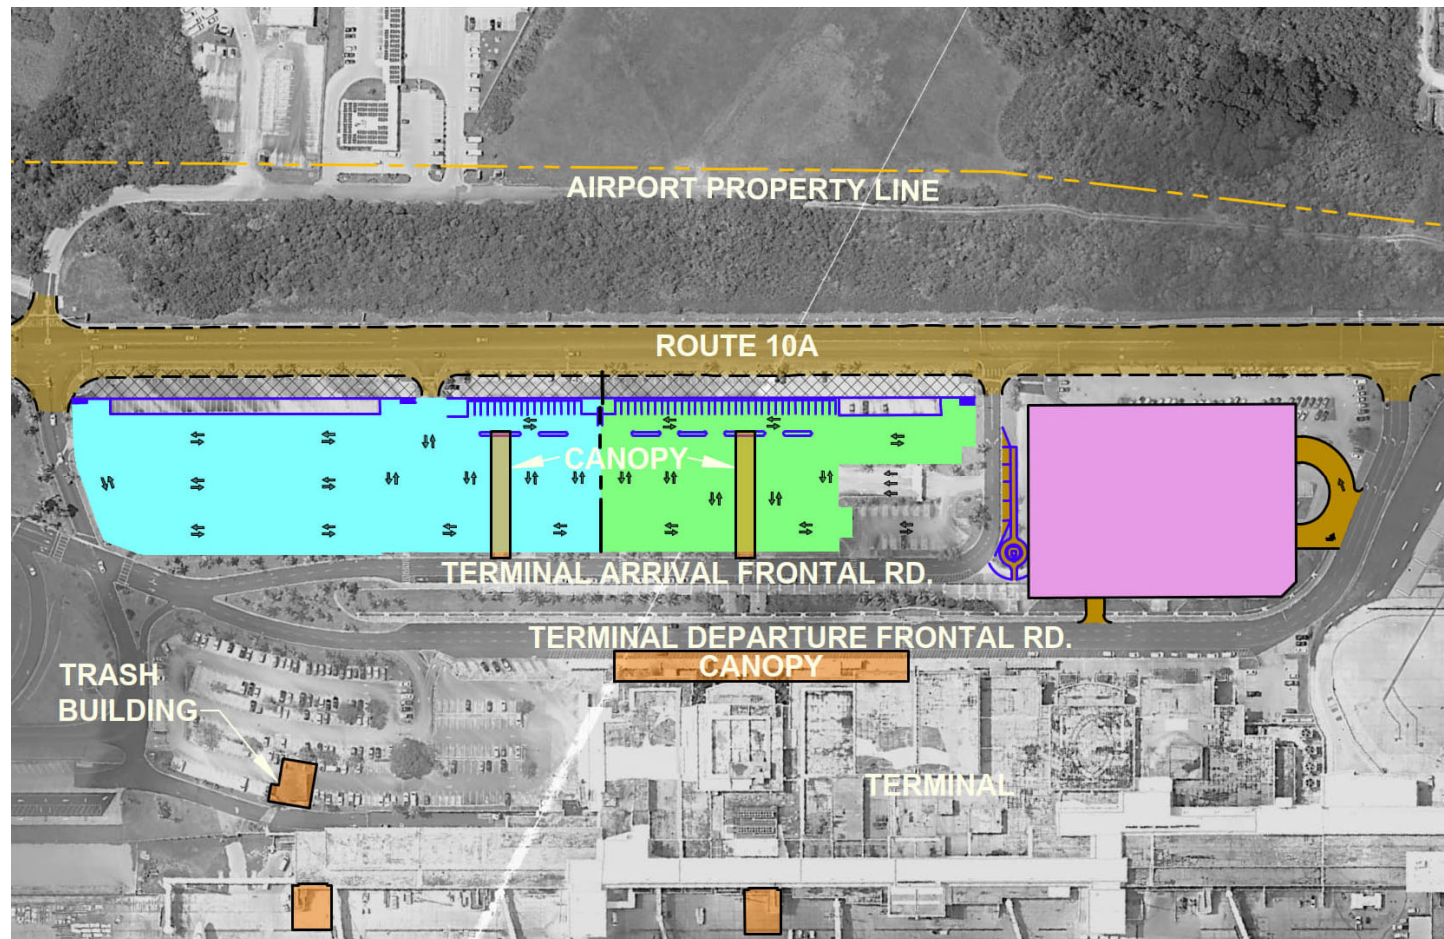 AIRPORT PROPERTY LINE
ROUTE 10A
CANOPY
TERMINAL ARRIVAL FRONTAL RD.
TERMINAL DEPARTURE FRONTAL RD.
CANOPY
TRASH
BUILDING
TERMINAL